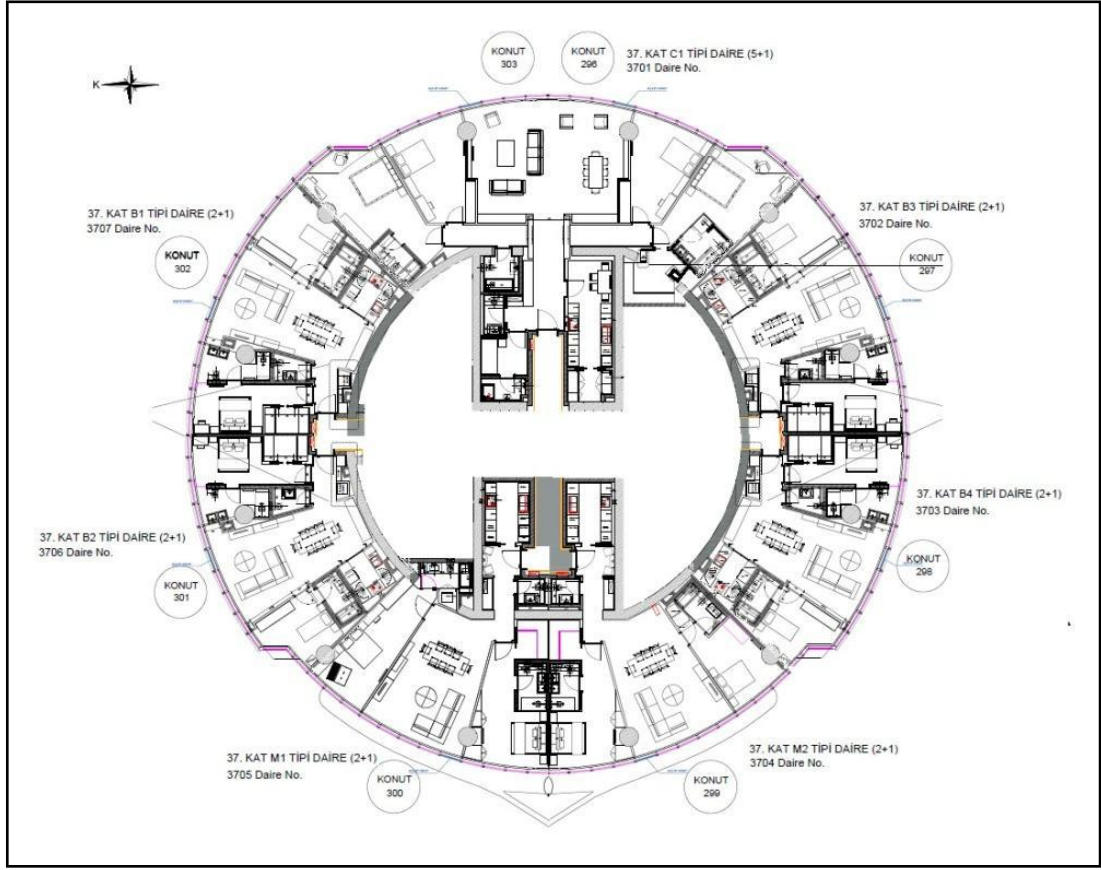 KONUT
303
KONUT
296
37. KAT C1 TİPİ DAİRE (5+1)
3701 Daire No.
K
37. KAT B1 TİPİ DAİRE (2+1)
3707 Daire No.
KONUT
302
37. KAT B3 TİPİ DAİRE (2+1)
3702 Daire No.
KONUT
297
37. KAT B2 TİPİ DAİRE (2+1)
3706 Daire No.
KONUT
301
37. KAT B4 TİPİ DAİRE (2+1)
3703 Daire No.
KONUT
298
37. KAT M1 TİPİ DAİRE (2+1)
3705 Daire No.
KONUT
300
37. KAT M2 TİPİ DAİRE (2+1)
3704 Daire No.
KONUT
299